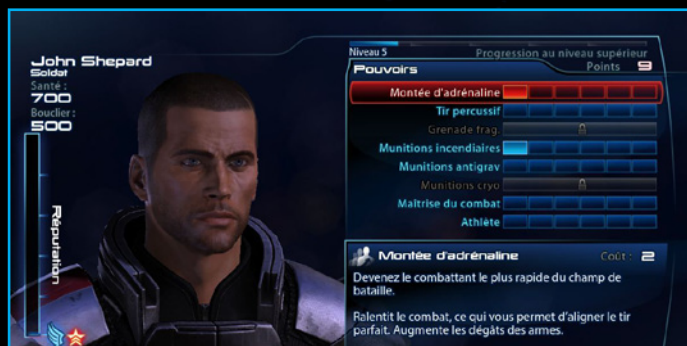 John Shepard
Soldat
Santé :
700
Bouclier :
500
Réputation
Niveau 5
Progression au niveau supérieur
Pouvoirs
Points 9
Montée d'adrénaline
Tir percussif
Grenade frag.
Munitions incendiaires
Munitions antigrav
Munitions cryo
Maîtrise du combat
Athlète
Montée d'adrénaline Coût : 2
Devenez le combattant le plus rapide du champ de
bataille.
Ralentit le combat, ce qui vous permet d'aligner le tir
parfait. Augmente les dégâts des armes.